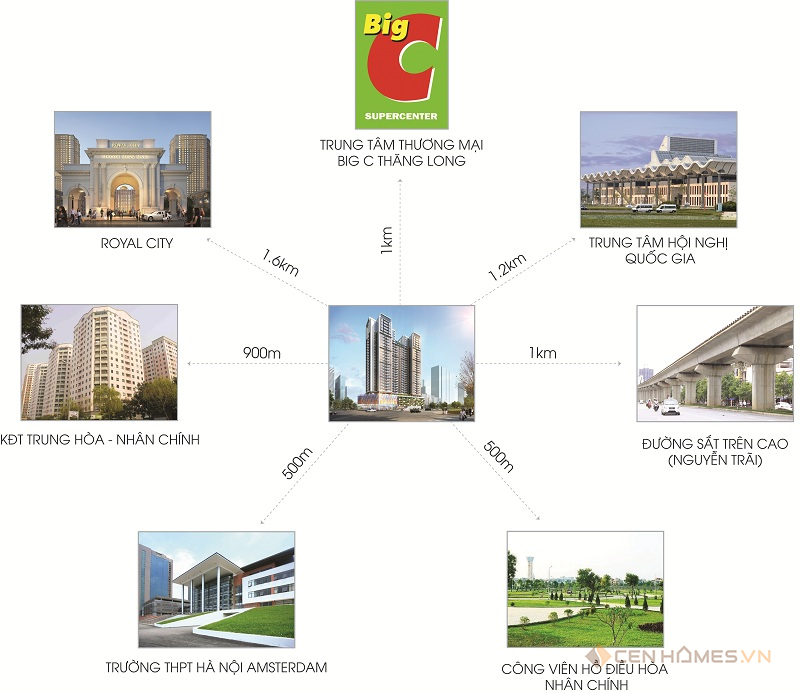 Big
C
SUPERCENTER
TRUNG TÂM THƯƠNG MẠI
BIG C THĂNG LONG
ROYAL CITY
ROYAL CITY
TRUNG TÂM HỘI NGHỊ
QUỐC GIA
1.6km
1km
1.2km
900m
1km
KĐT TRUNG HÒA - NHÂN CHÍNH
ĐƯỜNG SẮT TRÊN CAO
(NGUYỄN TRÃI)
500m
500m
TRƯỜNG THPT HÀ NỘI AMSTERDAM
CÔNG VIÊN HỒ ĐIỀU HÒA
NHÂN CHÍNH
CENHOMES.VN